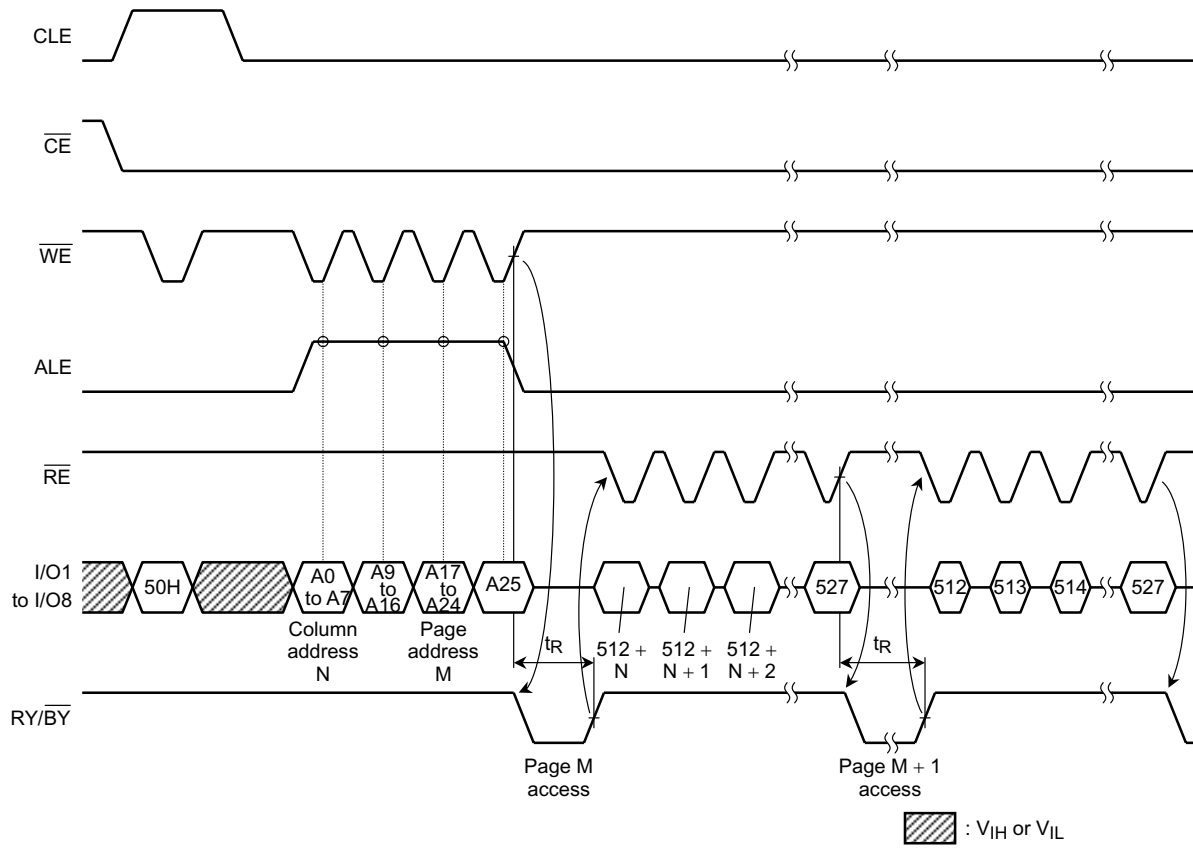 CLE
CE
WE
ALE
RE
I/O1
to I/O8
50H
A0
to A7
A9
to
A16
A17
to
A24
A25
527
512
513
514
527
Column
address
N
Page
address
M
tR
512 +
N
512 +
N + 1
512 +
N + 2
tR
RY/BY
Page M
access
Page M + 1
access
: VIH or VIL